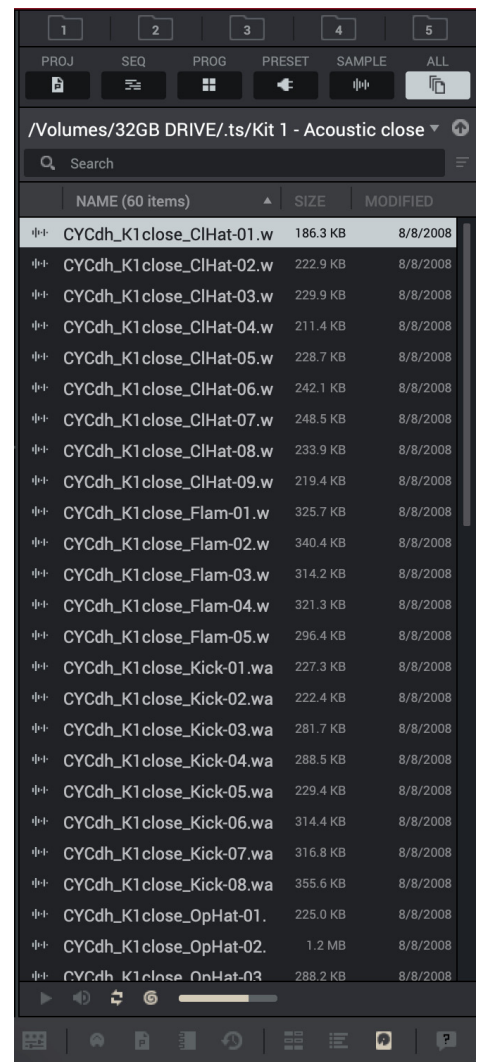 1 2 3 4 5
PROJ SEQ PROG PRESET SAMPLE ALL
/Volumes/32GB DRIVE/.ts/Kit 1 - Acoustic close
Search
NAME (60 items) SIZE MODIFIED
CYCdh_K1close_ClHat-01.w 186.3 KB 8/8/2008
CYCdh_K1close_ClHat-02.w 222.9 KB 8/8/2008
CYCdh_K1close_ClHat-03.w 229.9 KB 8/8/2008
CYCdh_K1close_ClHat-04.w 211.4 KB 8/8/2008
CYCdh_K1close_ClHat-05.w 228.7 KB 8/8/2008
CYCdh_K1close_ClHat-06.w 242.1 KB 8/8/2008
CYCdh_K1close_ClHat-07.w 248.5 KB 8/8/2008
CYCdh_K1close_ClHat-08.w 233.9 KB 8/8/2008
CYCdh_K1close_ClHat-09.w 219.4 KB 8/8/2008
CYCdh_K1close_Flam-01.w 325.7 KB 8/8/2008
CYCdh_K1close_Flam-02.w 340.4 KB 8/8/2008
CYCdh_K1close_Flam-03.w 314.2 KB 8/8/2008
CYCdh_K1close_Flam-04.w 321.3 KB 8/8/2008
CYCdh_K1close_Flam-05.w 296.4 KB 8/8/2008
CYCdh_K1close_Kick-01.wa 227.3 KB 8/8/2008
CYCdh_K1close_Kick-02.wa 222.4 KB 8/8/2008
CYCdh_K1close_Kick-03.wa 281.7 KB 8/8/2008
CYCdh_K1close_Kick-04.wa 288.5 KB 8/8/2008
CYCdh_K1close_Kick-05.wa 229.4 KB 8/8/2008
CYCdh_K1close_Kick-06.wa 314.4 KB 8/8/2008
CYCdh_K1close_Kick-07.wa 316.8 KB 8/8/2008
CYCdh_K1close_Kick-08.wa 355.6 KB 8/8/2008
CYCdh_K1close_OpHat-01. 225.0 KB 8/8/2008
CYCdh_K1close_OpHat-02. 1.2 MB 8/8/2008
CYCdh_K1close_OpHat-03 288.2 KB 8/8/2008